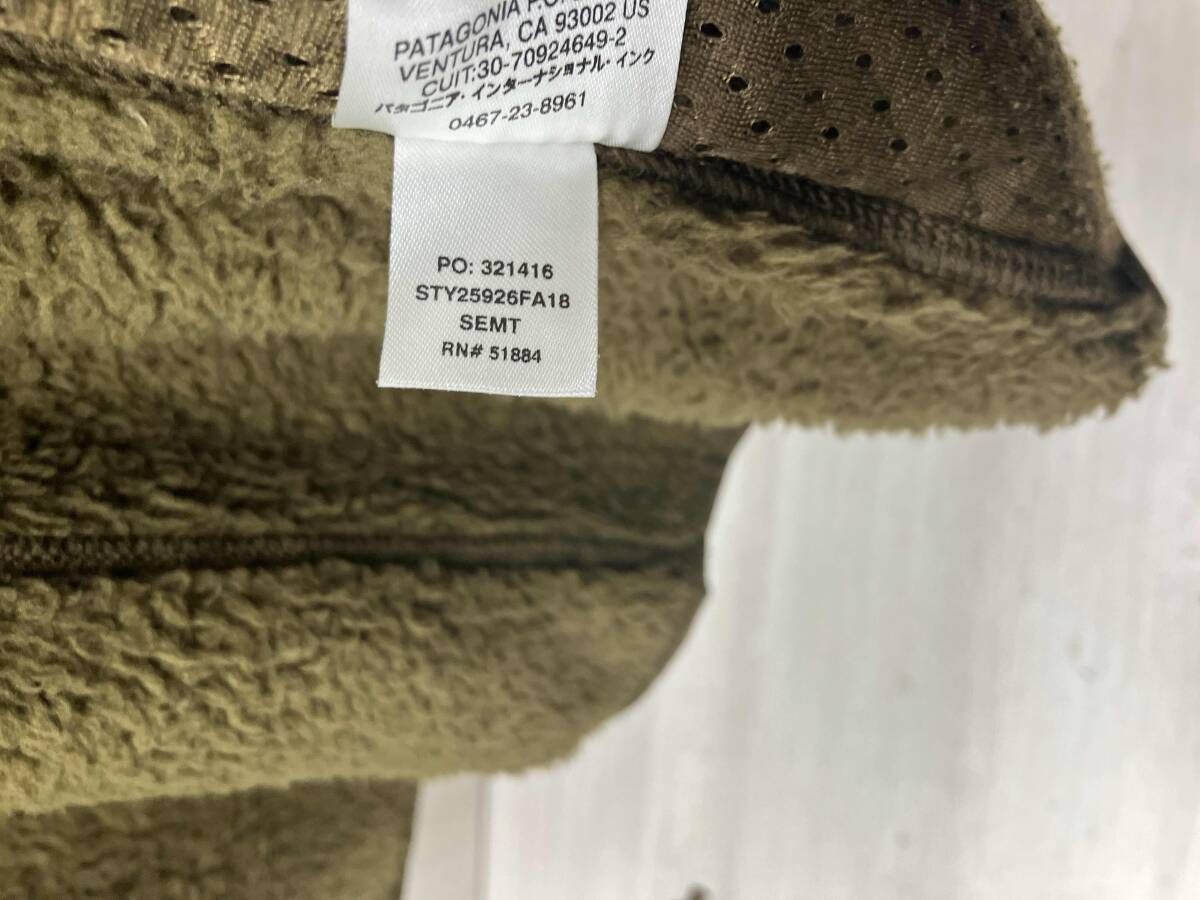 PATAGONIA P.O.
VENTURA, CA 93002 US
CUIT:30-70924649-2
パタゴニア・インターナショナル・インク
0467-23-8961
PO: 321416
STY25926FA18
SEMT
RN# 51884